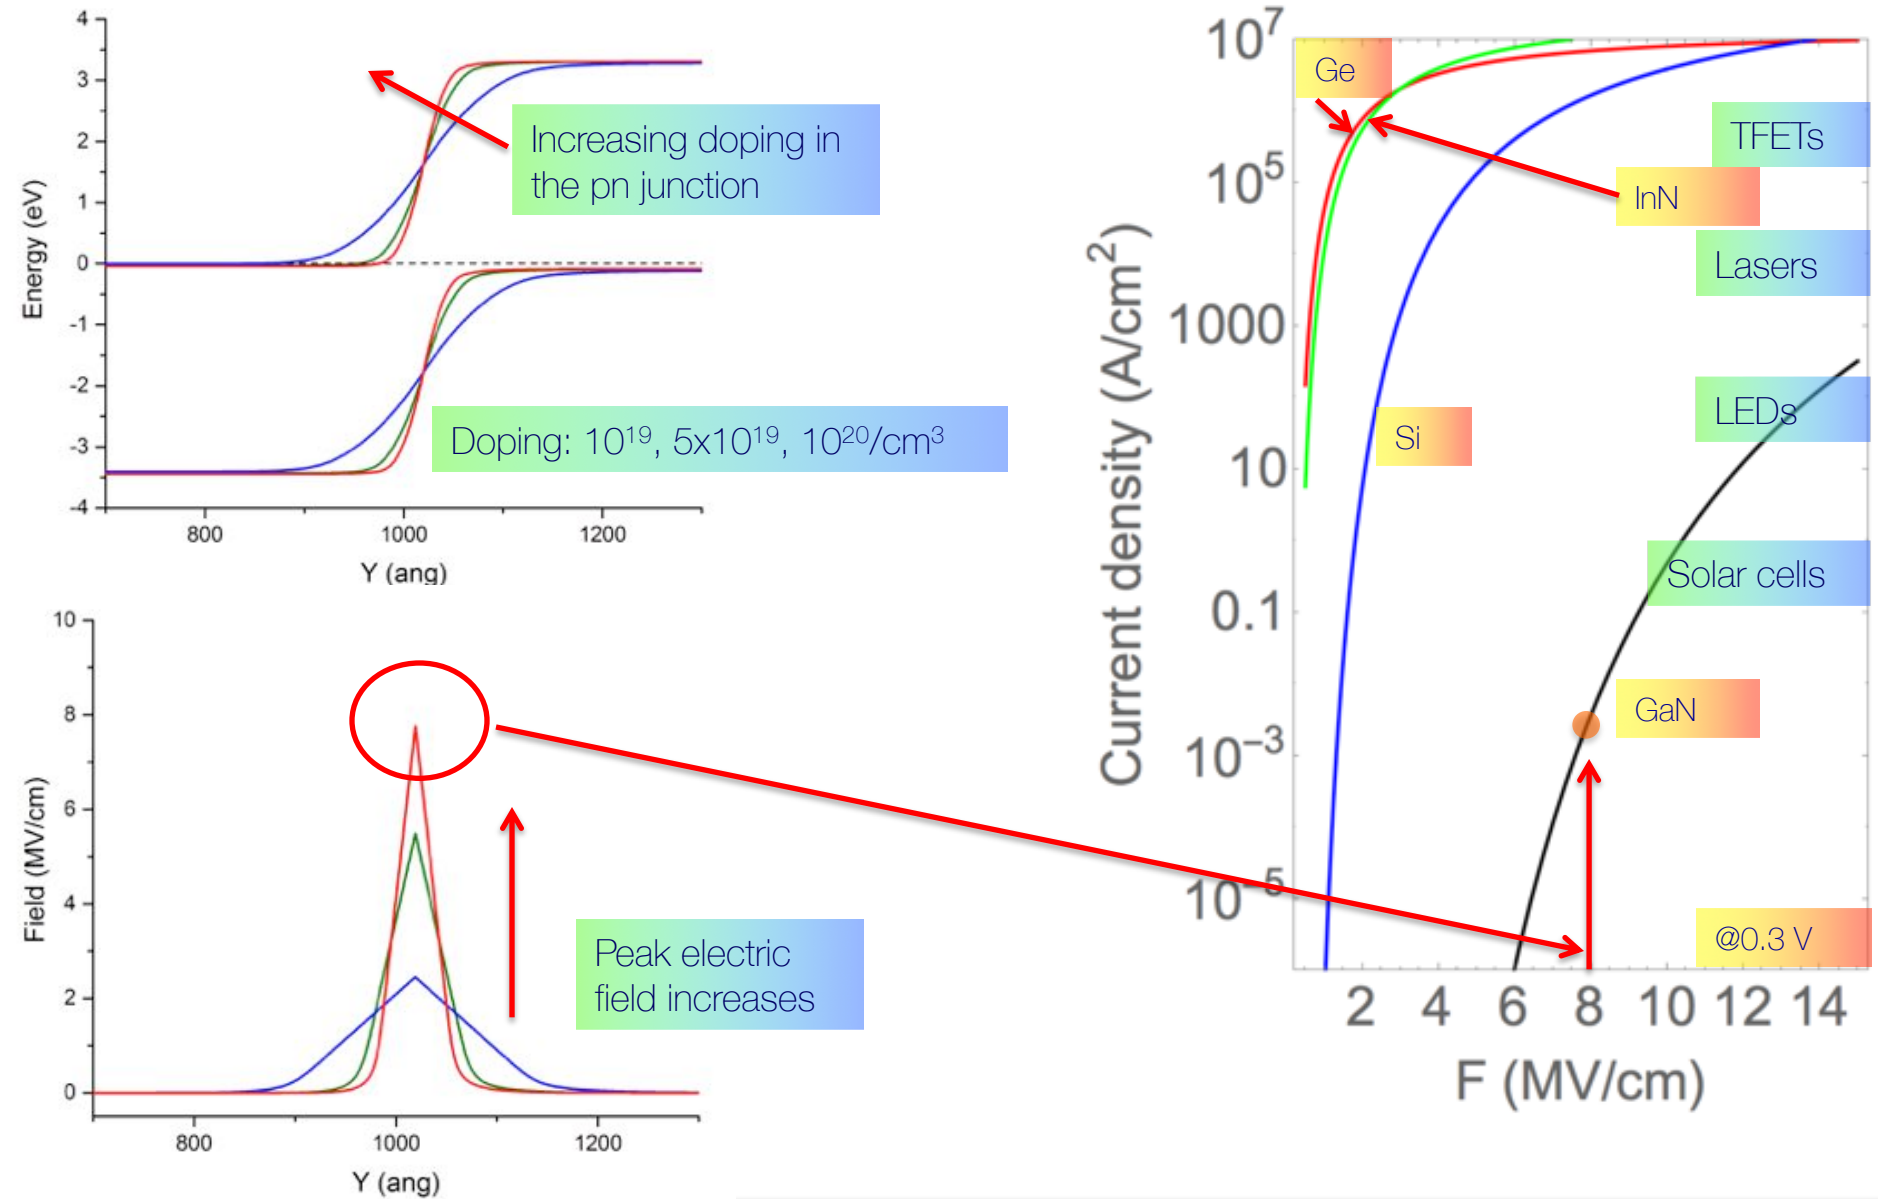 4
3
2
1
0
-1
-2
-3
-4
Energy (eV)
800
1000
1200
Y (ang)
Increasing doping in
the pn junction
Doping: 10¹⁹, 5x10¹⁹, 10²⁰/cm³
10
8
6
4
2
0
Field (MV/cm)
800
1000
1200
Y (ang)
Peak electric
field increases
10⁷
10⁵
1000
10
0.1
10⁻³
10⁻⁵
Current density (A/cm²)
2
4
6
8
10
12
14
F (MV/cm)
Ge
TFETs
InN
Lasers
LEDs
Si
Solar cells
GaN
@0.3 V